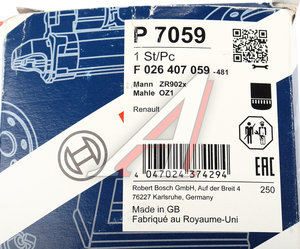 P 7059
1 St/Pc
F 026 407 059 -481
Mann ZR902x
Mahle OZ1
Renault
4 047024 374294
EAC
Robert Bosch GmbH, Auf der Breit 4
76227 Karlsruhe, Germany
250
Made in GB
Fabriqué au Royaume-Uni